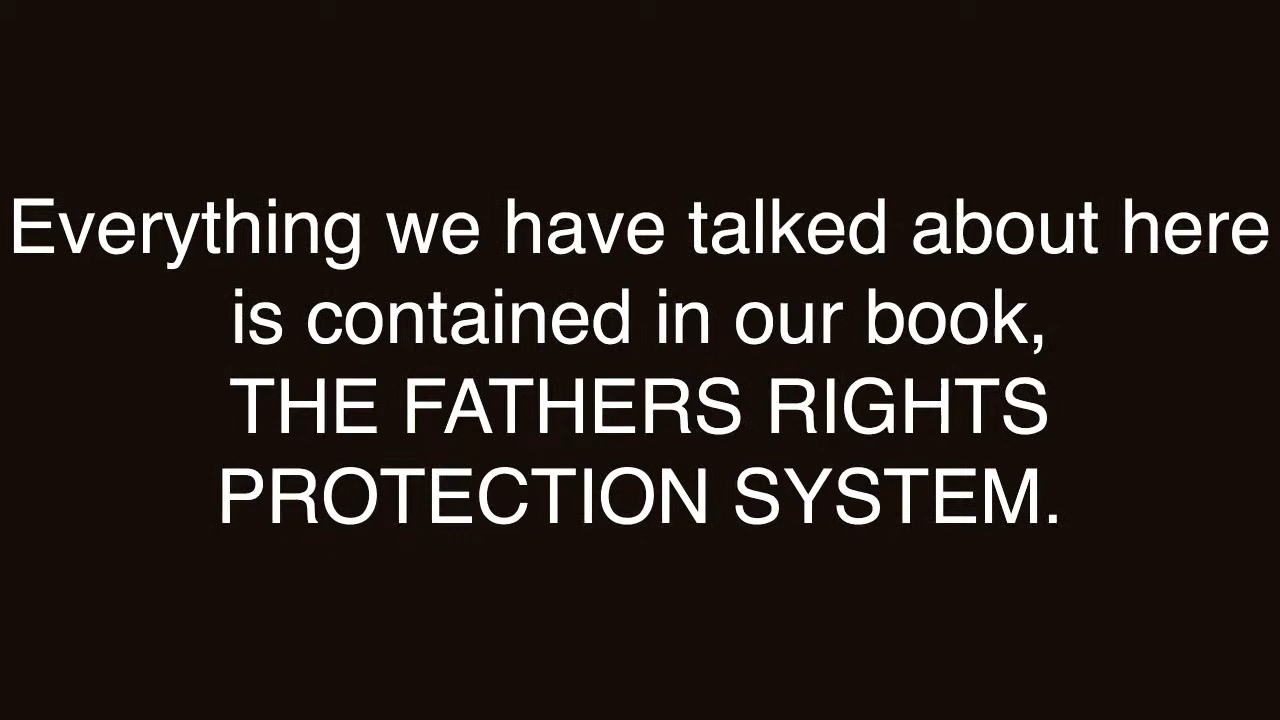 Everything we have talked about here
is contained in our book,
THE FATHERS RIGHTS
PROTECTION SYSTEM.